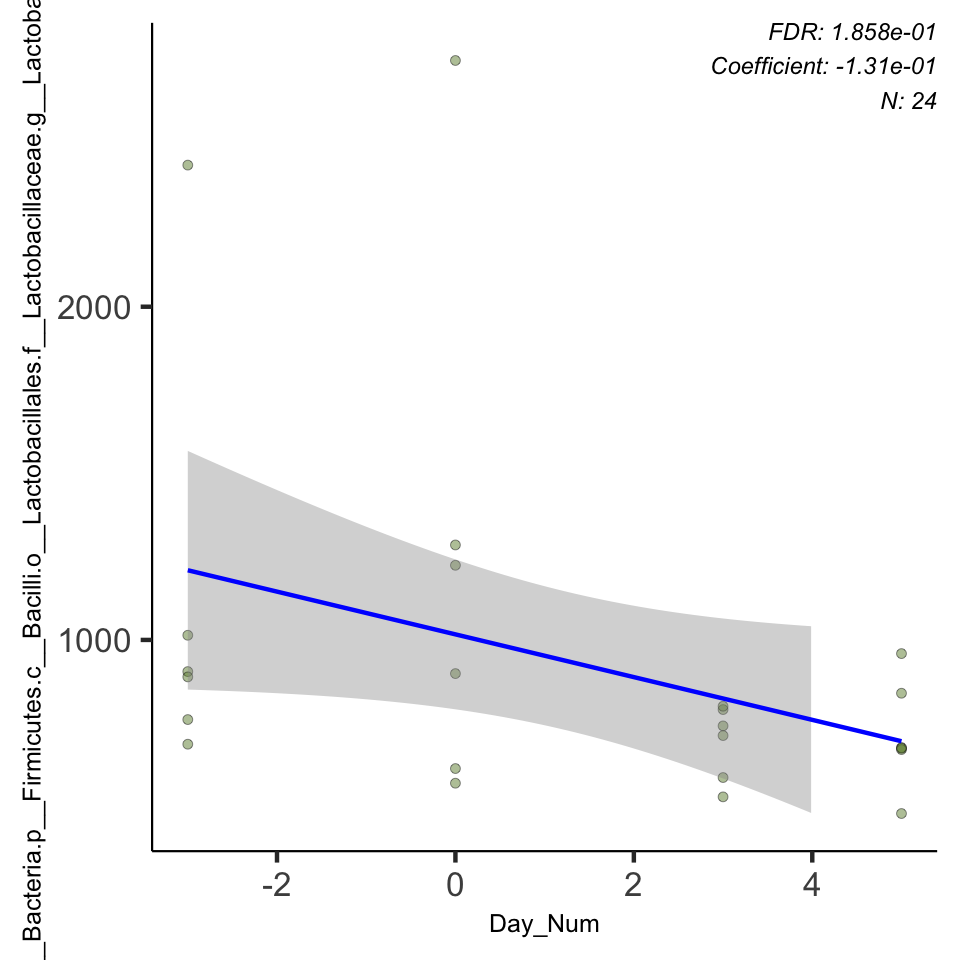 FDR: 1.858e-01
Coefficient: -1.31e-01
N: 24
__Bacteria.p__Firmicutes.c__Bacilli.o__Lactobacillales.f__Lactobacillaceae.g__Lactoba
2000
1000
-2 0 2 4
Day_Num